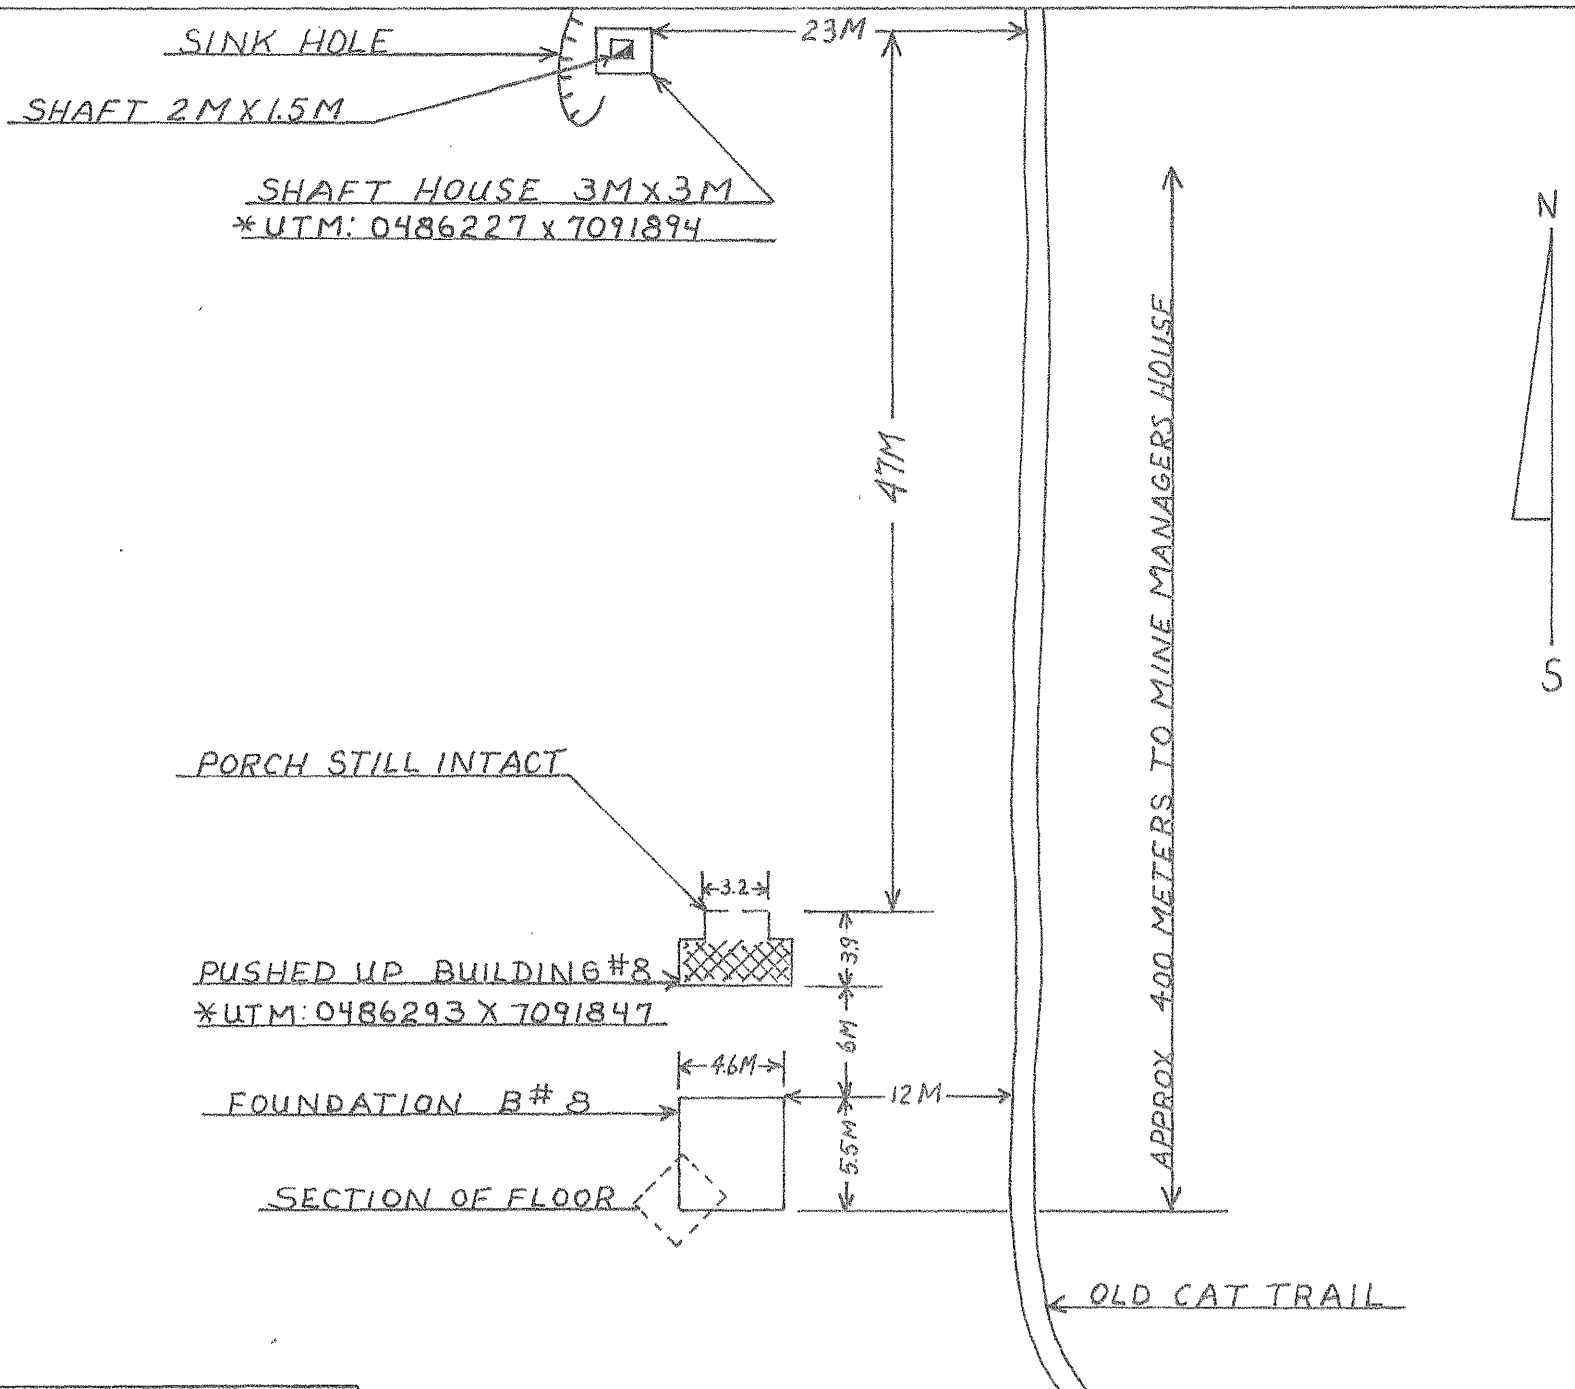 SINK HOLE
23M
SHAFT 2M X 1.5M
SHAFT HOUSE 3M X 3M
*UTM: 0486227 x 7091894
N
47M
APPROX 400 METERS TO MINE MANAGERS HOUSE
S
PORCH STILL INTACT
3.2
3.9
PUSHED UP BUILDING #8
*UTM: 0486293 X 7091847
6M
4.6M
FOUNDATION B# 8
12M
5.5M
SECTION OF FLOOR
OLD CAT TRAIL